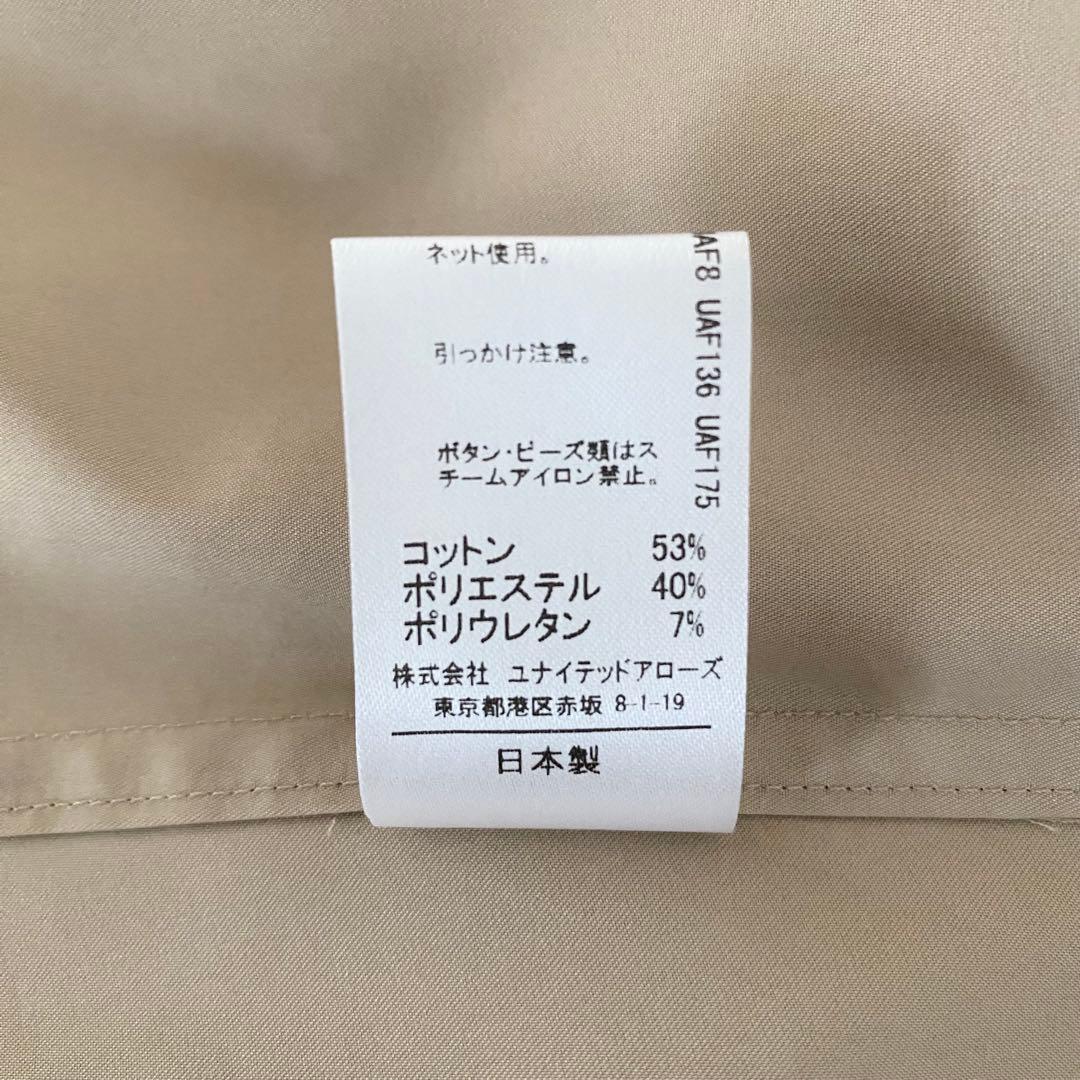 ネット使用。
引っかけ注意。
ボタン・ビーズ類はス
チームアイロン禁止。
コットン 53%
ポリエステル 40%
ポリウレタン 7%
株式会社 ユナイテッドアローズ
東京都港区赤坂 8-1-19
日本製
AF8 UAF136 UAF175